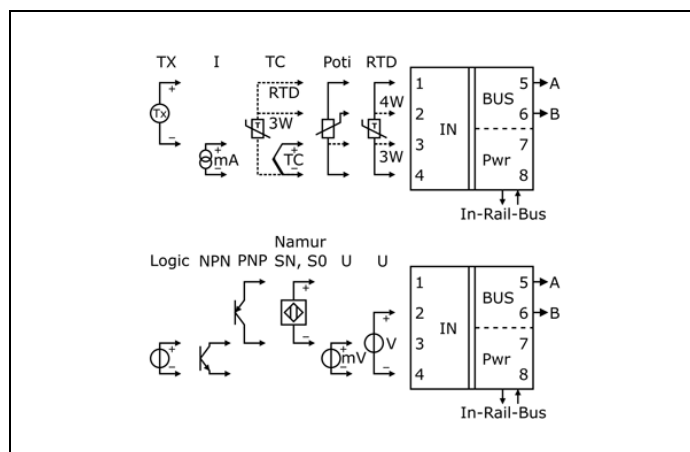 TX I TC Poti RTD
+ RTD 4W 1 5 A
Tx BUS
T 3W T 2 6 B
− IN
+ + 3 7
mA TC 3W Pwr
− − 4 8
In-Rail-Bus
Namur
Logic NPN PNP SN, S0 U U
+ 1 5 A
BUS
+ 2 6 B
− IN
+ + V 3 7
mV Pwr
− − − 4 8
In-Rail-Bus